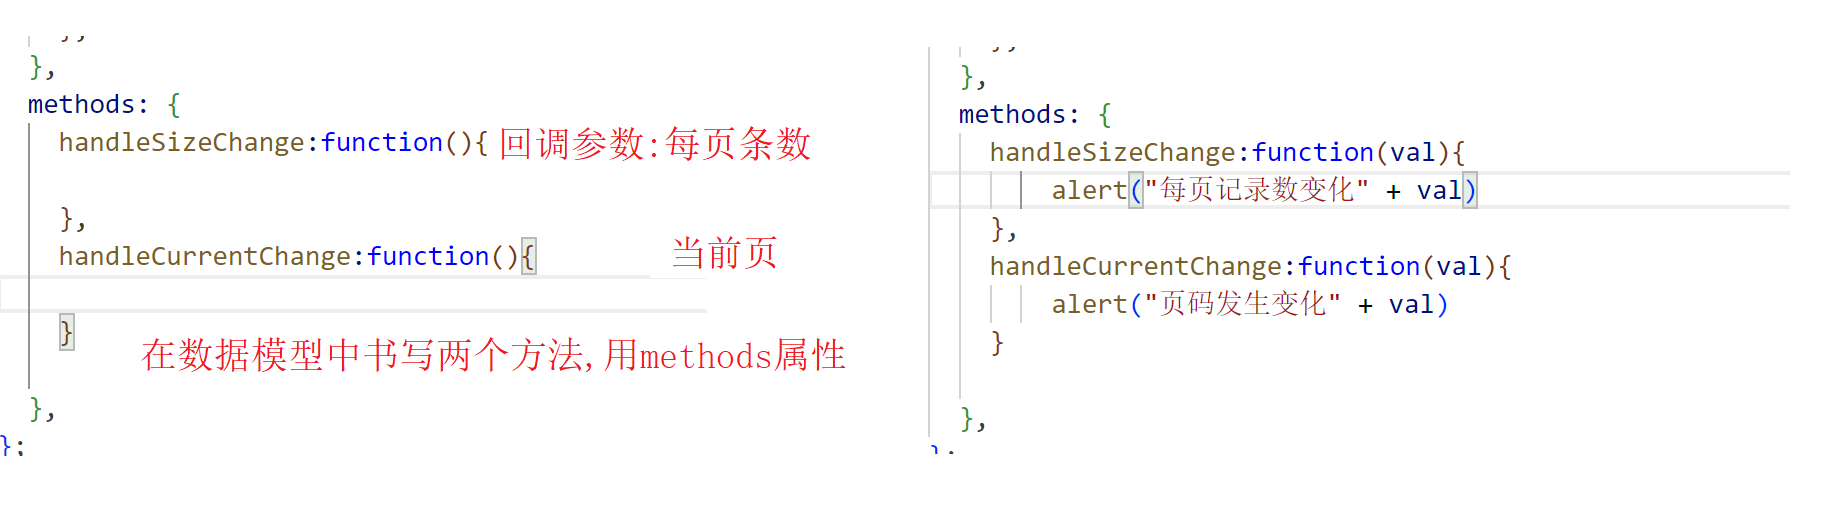 },
methods: {
handleSizeChange:function(){ 回调参数:每页条数
},
handleCurrentChange:function(){ 当前页
}
在数据模型中书写两个方法,用methods属性
},
};
},
methods: {
handleSizeChange:function(val){
alert("每页记录数变化" + val)
},
handleCurrentChange:function(val){
alert("页码发生变化" + val)
}
},